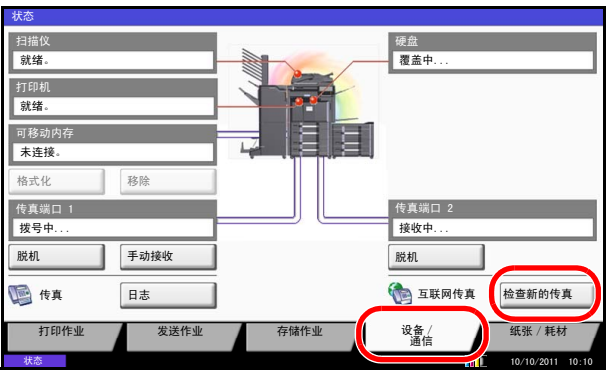 状态
扫描仪
就绪。
硬盘
覆盖中...
打印机
就绪。
可移动内存
未连接。
格式化
移除
传真端口 1
拨号中...
传真端口 2
接收中...
脱机
手动接收
脱机
传真
日志
互联网传真
检查新的传真
打印作业
发送作业
存储作业
设备 /
通信
纸张 / 耗材
状态
10/10/2011 10:10